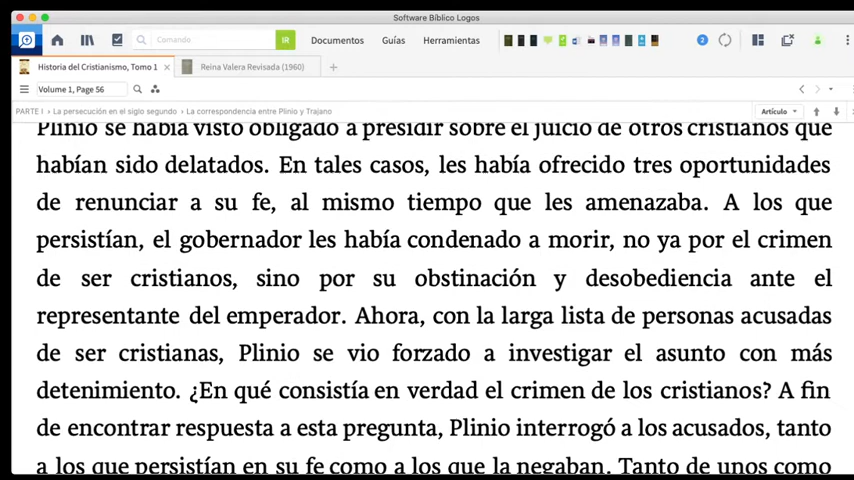 Software Bíblico Logos
Comando
IR
Documentos
Guías
Herramientas
2
Historia del Cristianismo, Tomo 1
Reina Valera Revisada (1960)
Volume 1, Page 56
PARTE I › La persecución en el siglo segundo › La correspondencia entre Plinio y Trajano
Artículo
Plinio se había visto obligado a presidir sobre el juicio de otros cristianos que
habían sido delatados. En tales casos, les había ofrecido tres oportunidades
de renunciar a su fe, al mismo tiempo que les amenazaba. A los que
persistían, el gobernador les había condenado a morir, no ya por el crimen
de ser cristianos, sino por su obstinación y desobediencia ante el
representante del emperador. Ahora, con la larga lista de personas acusadas
de ser cristianas, Plinio se vio forzado a investigar el asunto con más
detenimiento. ¿En qué consistía en verdad el crimen de los cristianos? A fin
de encontrar respuesta a esta pregunta, Plinio interrogó a los acusados, tanto
a los que persistían en su fe como a los que la negaban. Tanto de unos como